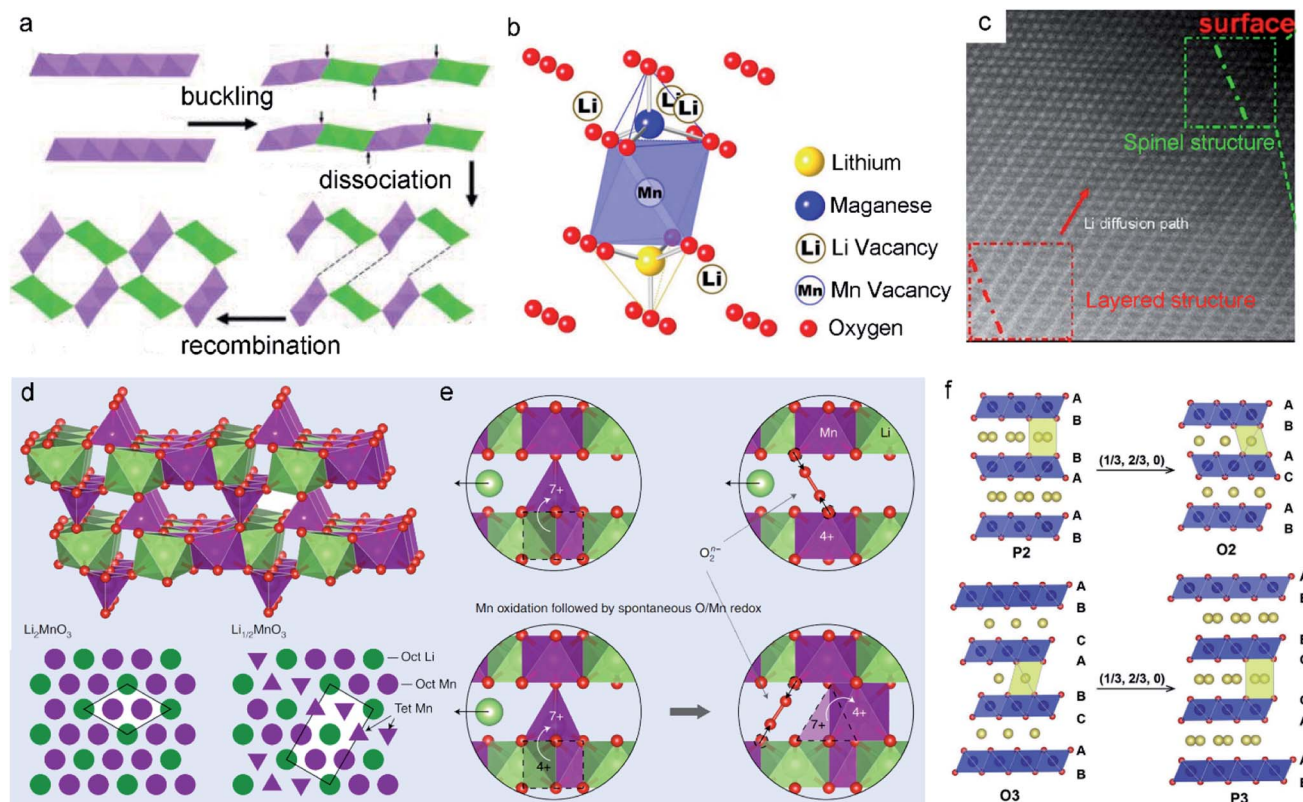 a
buckling
dissociation
recombination
b
Li
Li
Li
Mn
Li
Lithium
Maganese
Li Li Vacancy
Mn Mn Vacancy
Oxygen
c
surface
Spinel structure
Li diffusion path
Layered structure
d
Li2MnO3
Li1/2MnO3
Oct Li
Oct Mn
Tet Mn
e
7+
Mn
Li
4+
O2n−
Mn oxidation followed by spontaneous O/Mn redox
7+
4+
7+
4+
f
A
B
B
A
A
B
P2
(1/3, 2/3, 0)
A
B
A
C
A
B
O2
A
B
C
A
B
C
A
B
O3
(1/3, 2/3, 0)
A
A
B
P3